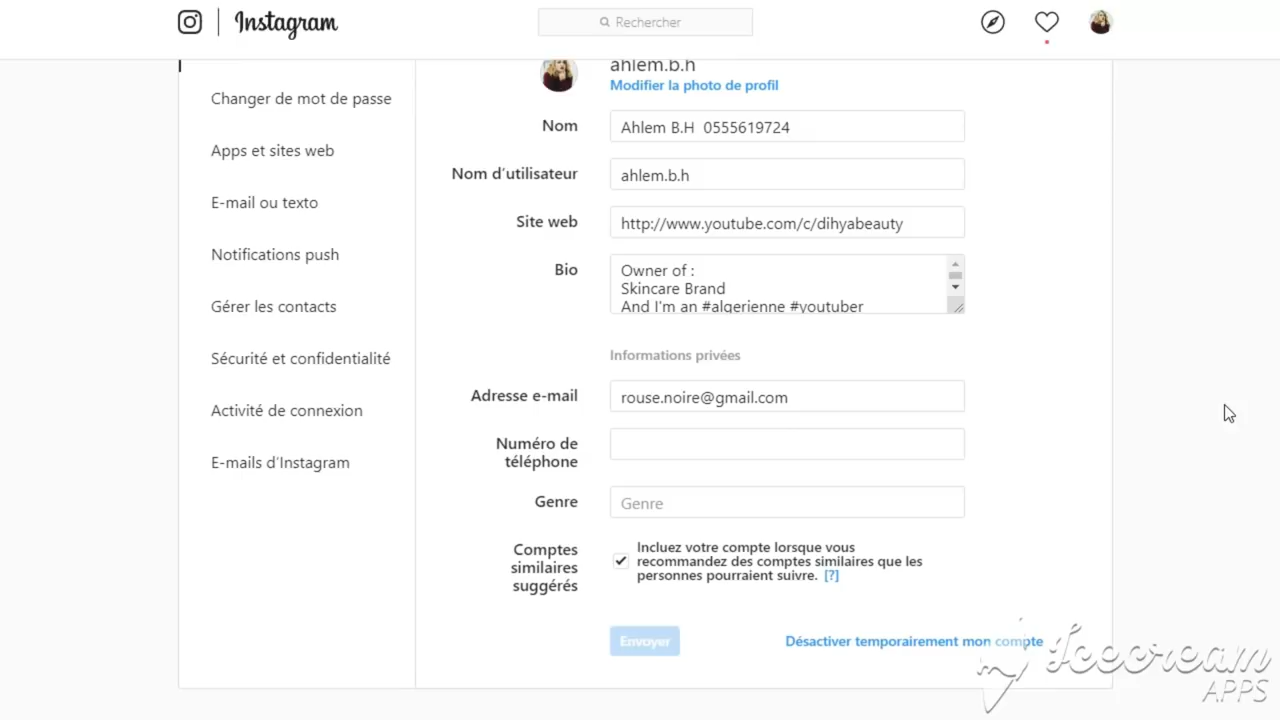 Instagram
Rechercher
ahlem.b.h
Modifier la photo de profil
Changer de mot de passe
Apps et sites web
E-mail ou texto
Notifications push
Gérer les contacts
Sécurité et confidentialité
Activité de connexion
E-mails d'Instagram
Nom
Ahlem B.H 0555619724
Nom d'utilisateur
ahlem.b.h
Site web
http://www.youtube.com/c/dihyabeauty
Bio
Owner of :
Skincare Brand
And I'm an #algerienne #youtuber
Informations privées
Adresse e-mail
rouse.noire@gmail.com
Numéro de
téléphone
Genre
Genre
Comptes
similaires
suggérés
Incluez votre compte lorsque vous
recommandez des comptes similaires que les
personnes pourraient suivre. [?]
Envoyer
Désactiver temporairement mon compte
Icecream
APPS